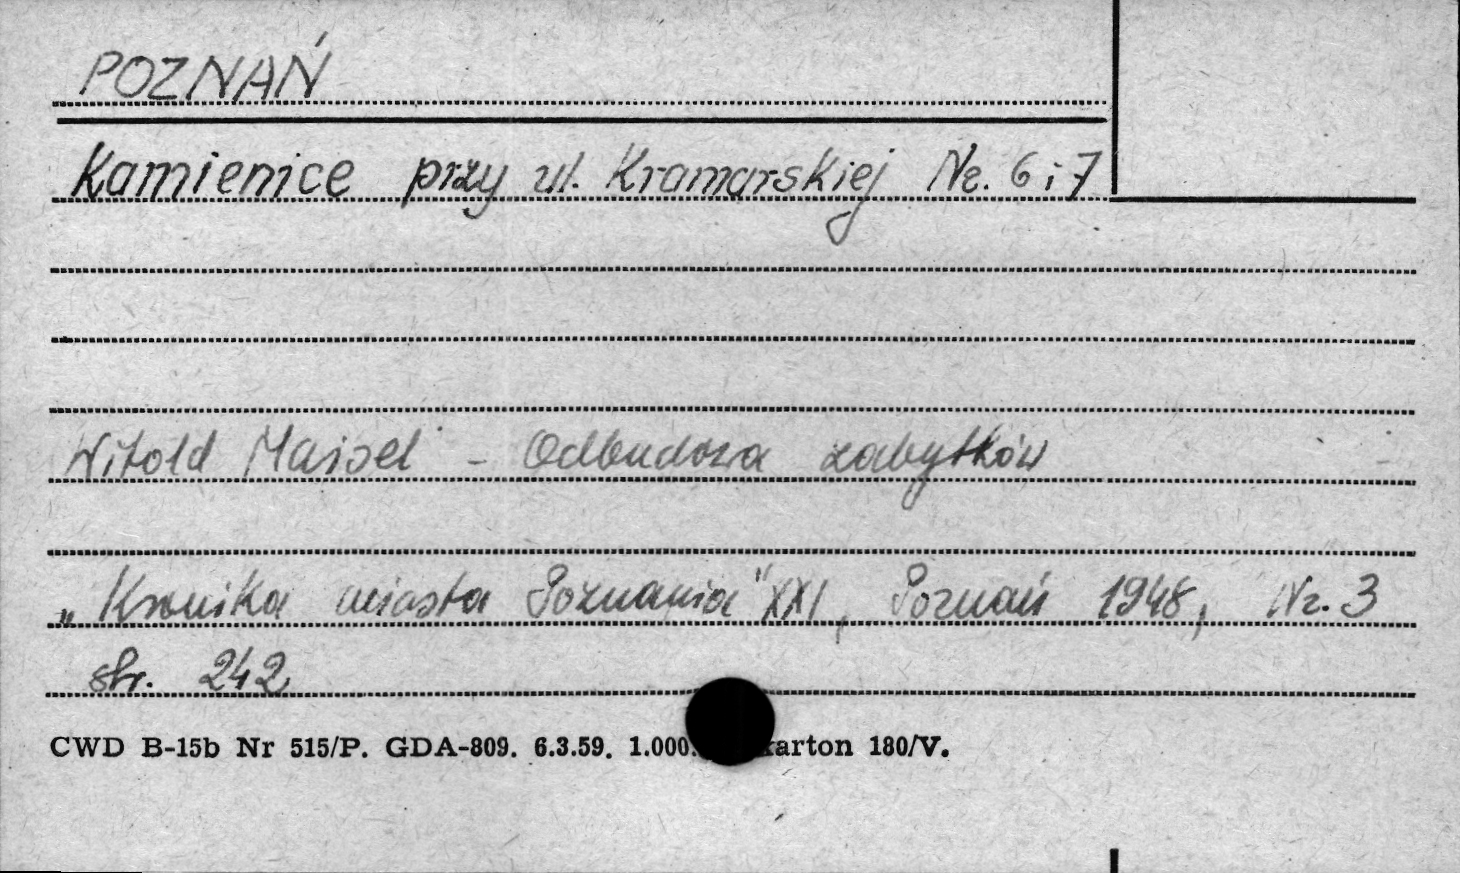 POZNAŃ
Kamienice przy ul. Kramarskiej Nr. 6 i 7
Witold Maisel - Odbudowa zabytków
„Kronika miasta Poznania" XXI, Poznań 1948, Nr. 3
str. 242
CWD B-15b Nr 515/P. GDA-809. 6.3.59. 1.000. karton 180/V.